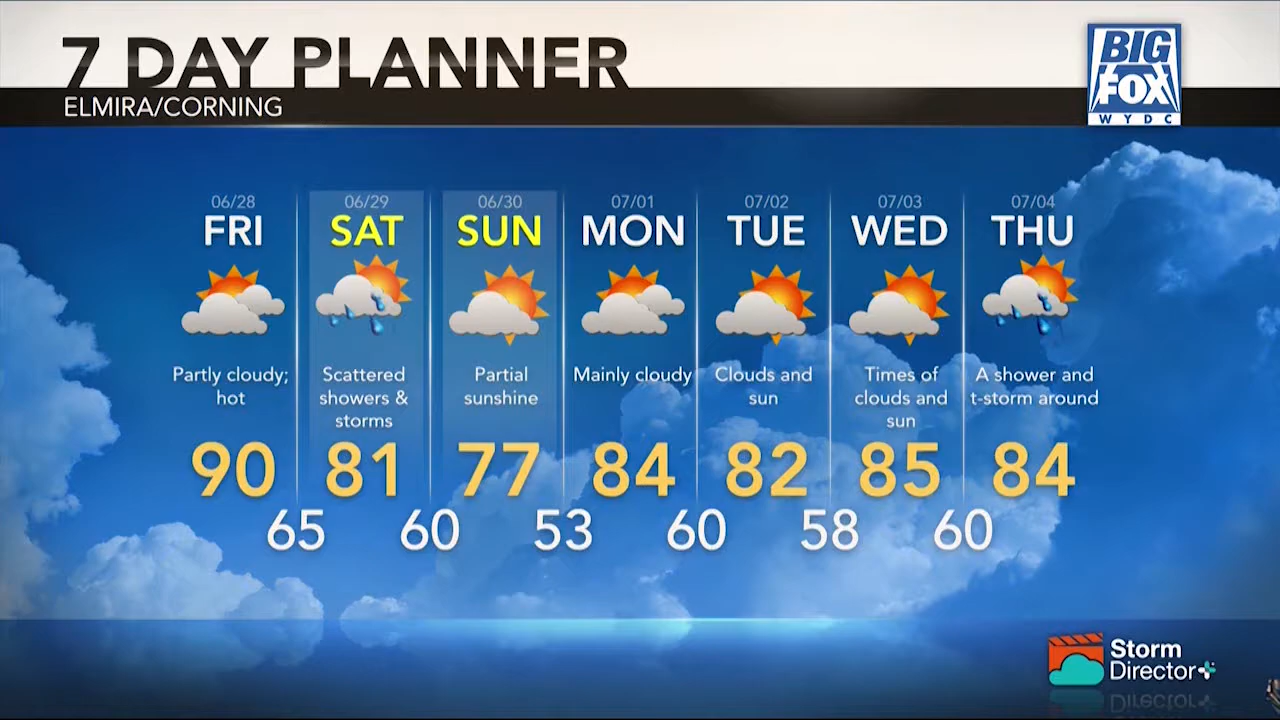 7 DAY PLANNER
ELMIRA/CORNING
BIG
FOX
WYDC
06/28 06/29 06/30 07/01 07/02 07/03 07/04
FRI SAT SUN MON TUE WED THU
Partly cloudy; Scattered Partial Mainly cloudy Clouds and Times of A shower and
hot showers & sunshine sun clouds and t-storm around
storms sun
90 81 77 84 82 85 84
65 60 53 60 58 60
Storm
Director+